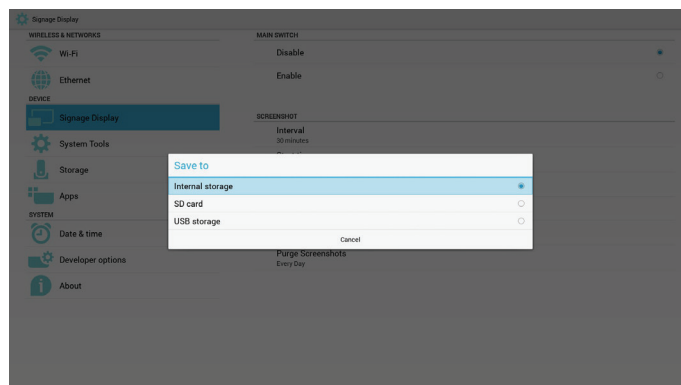 Signage Display
WIRELESS & NETWORKS
Wi-Fi
Ethernet
DEVICE
Signage Display
System Tools
Storage
Apps
SYSTEM
Date & time
Developer options
About
MAIN SWITCH
Disable
Enable
SCREENSHOT
Interval
30 minutes
Save to
Internal storage
SD card
USB storage
Cancel
Purge Screenshots
Every Day